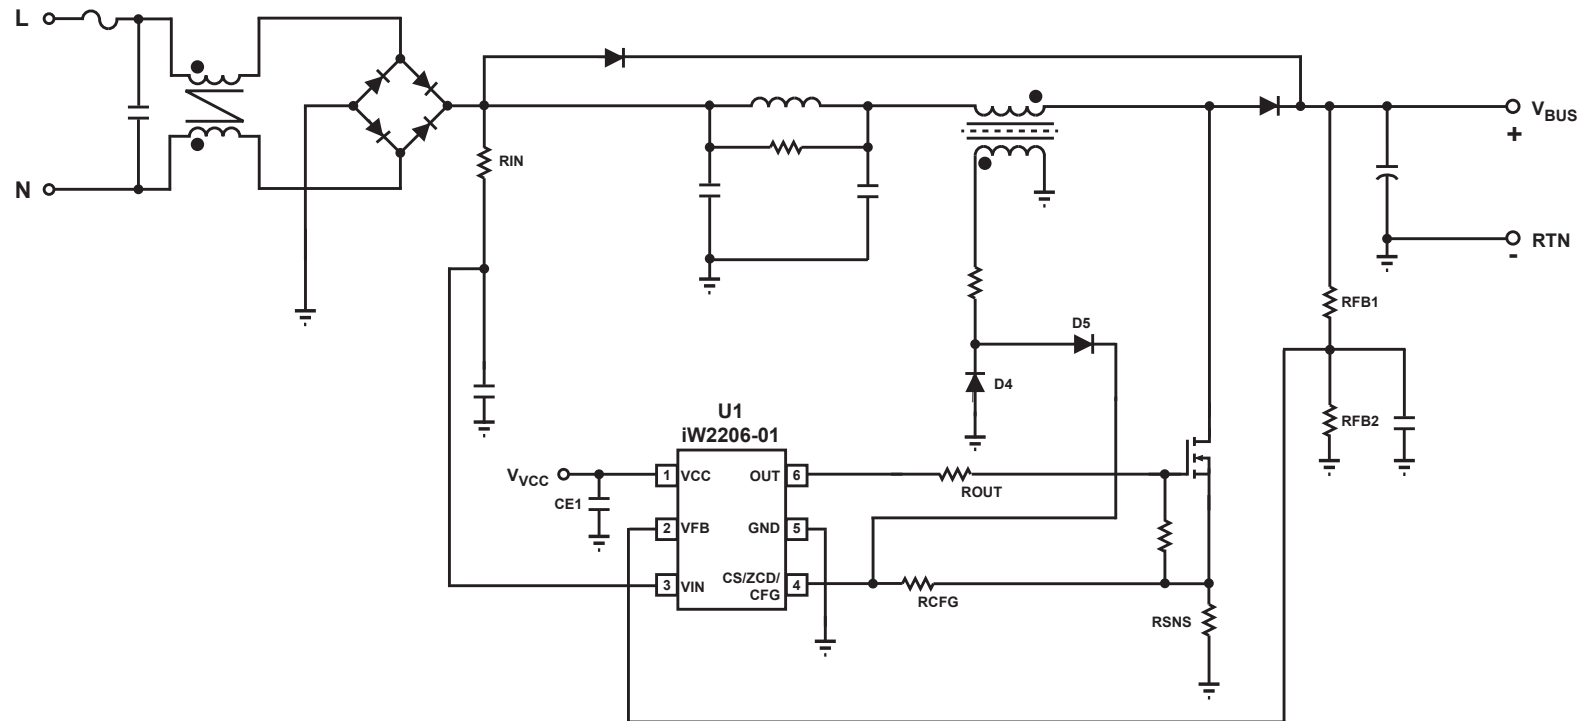 L
N
RIN
VBUS
+
RTN
-
RFB1
D5
D4
RFB2
U1
iW2206-01
VVCC
CE1
1 VCC OUT 6
2 VFB GND 5
3 VIN CS/ZCD/ 4
CFG
ROUT
RCFG
RSNS